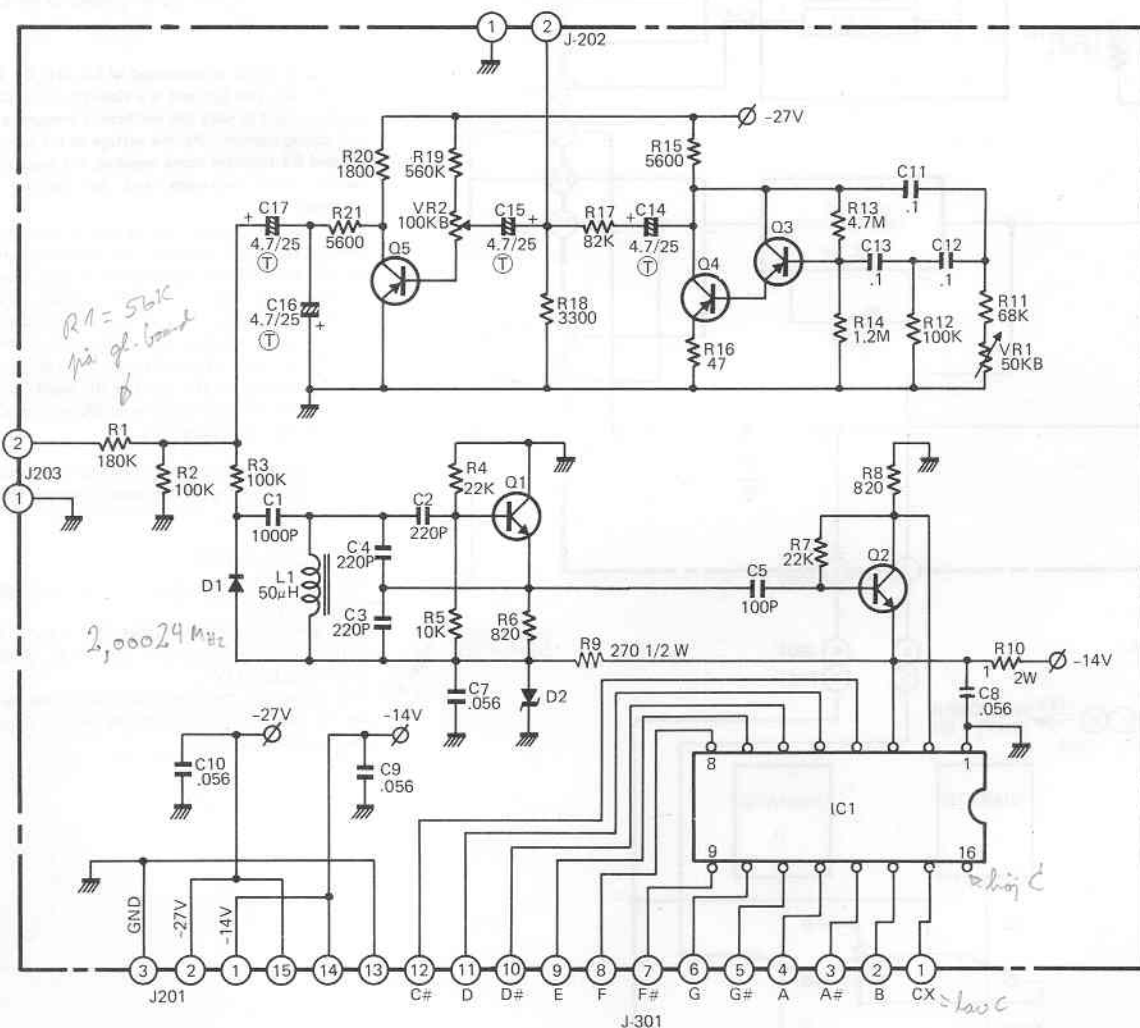 1
2
J-202
-27V
R20
1800
R19
560K
R15
5600
C11
.1
C17
4.7/25
T
R21
5600
VR2
100KB
C15
4.7/25
T
R17
82K
C14
4.7/25
T
Q3
R13
4.7M
C13
.1
C12
.1
Q5
Q4
C16
4.7/25
T
R18
3300
R14
1.2M
R12
100K
R11
68K
VR1
50KB
R16
47
R1 = 56K
på gl. board
2
R1
180K
J203
1
R2
100K
R3
100K
R4
22K
Q1
R8
820
C1
1000P
C2
220P
R7
22K
Q2
C4
220P
D1
L1
50μH
C5
100P
C3
220P
R5
10K
R6
820
2,00024 MHz
R9
270 1/2 W
R10
1
2W
-14V
C7
.056
D2
C8
.056
-27V
-14V
C10
.056
C9
.056
8
1
IC1
9
16
høj C
GND
-27V
-14V
3
2
1
15
14
13
12
11
10
9
8
7
6
5
4
3
2
1
J201
C#
D
D#
E
F
F#
G
G#
A
A#
B
CX
= lav C
J-301